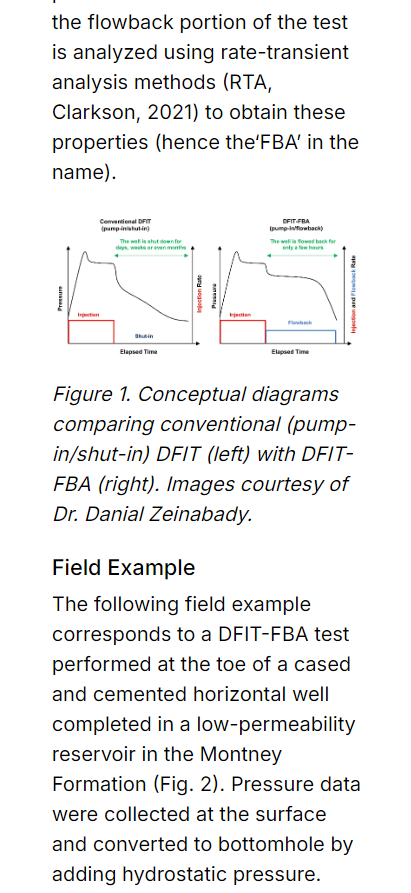 the flowback portion of the test
is analyzed using rate-transient
analysis methods (RTA,
Clarkson, 2021) to obtain these
properties (hence the‘FBA’ in the
name).
Conventional DFIT
(pump-in/shut-in)
The well is shut down for
days, weeks or even months
Pressure
Injection
Shut-in
Injection Rate
Elapsed Time
DFIT-FBA
(pump-in/flowback)
The well is flowed back for
only a few hours
Pressure
Injection
Flowback
Injection and Flowback Rate
Elapsed Time
Figure 1. Conceptual diagrams
comparing conventional (pump-
in/shut-in) DFIT (left) with DFIT-
FBA (right). Images courtesy of
Dr. Danial Zeinabady.
Field Example
The following field example
corresponds to a DFIT-FBA test
performed at the toe of a cased
and cemented horizontal well
completed in a low-permeability
reservoir in the Montney
Formation (Fig. 2). Pressure data
were collected at the surface
and converted to bottomhole by
adding hydrostatic pressure.